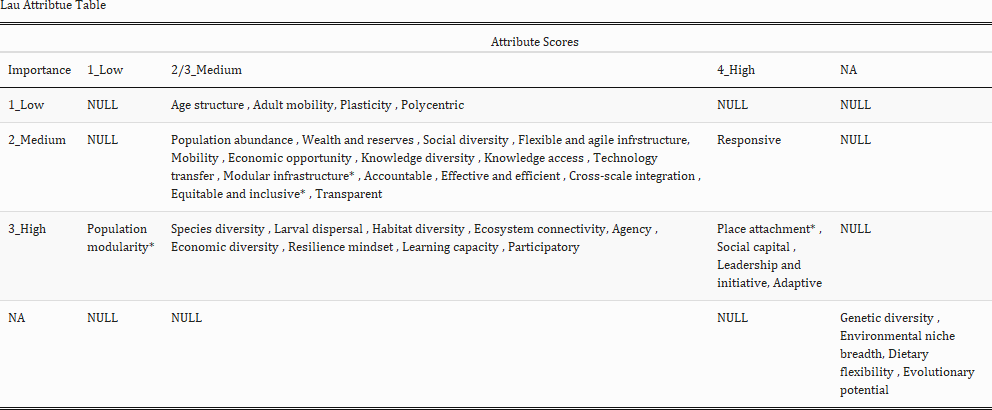 Lau Attribtue Table
Attribute Scores
Importance 1_Low 2/3_Medium 4_High NA
1_Low NULL Age structure , Adult mobility, Plasticity , Polycentric NULL NULL
2_Medium NULL Population abundance , Wealth and reserves , Social diversity , Flexible and agile infrstructure, Responsive NULL
Mobility , Economic opportunity , Knowledge diversity , Knowledge access , Technology
transfer , Modular infrastructure* , Accountable , Effective and efficient , Cross-scale integration ,
Equitable and inclusive* , Transparent
3_High Population Species diversity , Larval dispersal , Habitat diversity , Ecosystem connectivity, Agency , Place attachment* , NULL
modularity* Economic diversity , Resilience mindset , Learning capacity , Participatory Social capital ,
Leadership and
initiative, Adaptive
NA NULL NULL NULL Genetic diversity ,
Environmental niche
breadth, Dietary
flexibility , Evolutionary
potential